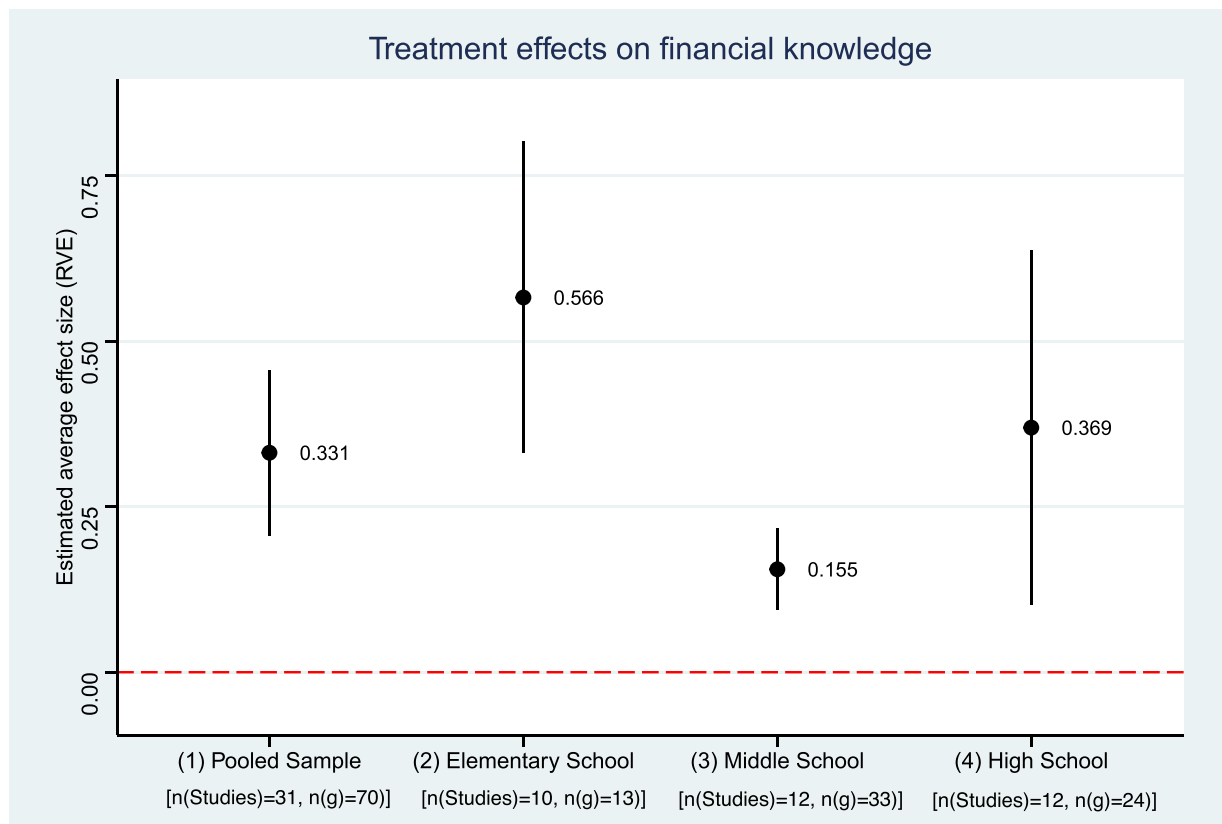 Treatment effects on financial knowledge
Estimated average effect size (RVE)
0.75
0.50
0.25
0.00
0.331
0.566
0.155
0.369
(1) Pooled Sample
(2) Elementary School
(3) Middle School
(4) High School
[n(Studies)=31, n(g)=70)]
[n(Studies)=10, n(g)=13)]
[n(Studies)=12, n(g)=33)]
[n(Studies)=12, n(g)=24)]